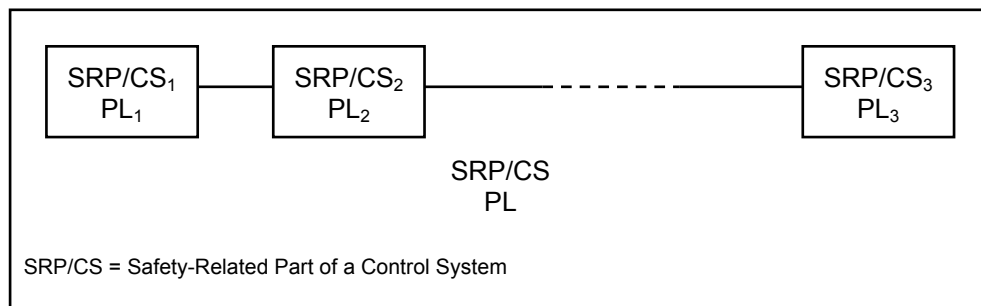 SRP/CS₁
PL₁
SRP/CS₂
PL₂
SRP/CS₃
PL₃
SRP/CS
PL
SRP/CS = Safety-Related Part of a Control System